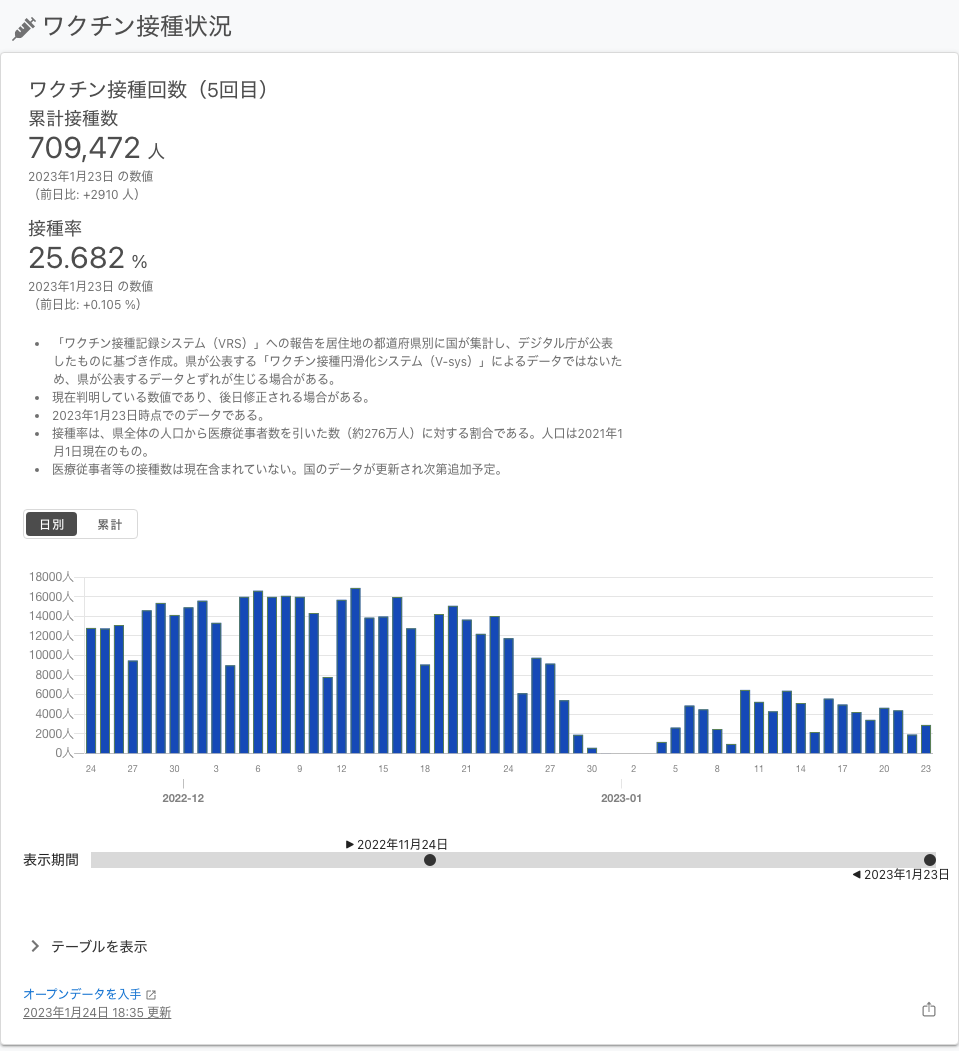 ワクチン接種状況
ワクチン接種回数（5回目）
累計接種数
709,472 人
2023年1月23日 の数値
（前日比: +2910 人）
接種率
25.682 %
2023年1月23日 の数値
（前日比: +0.105 %）
• 「ワクチン接種記録システム（VRS）」への報告を居住地の都道府県別に国が集計し、デジタル庁が公表
したものに基づき作成。県が公表する「ワクチン接種円滑化システム（V-sys）」によるデータではないた
め、県が公表するデータとずれが生じる場合がある。
• 現在判明している数値であり、後日修正される場合がある。
• 2023年1月23日時点でのデータである。
• 接種率は、県全体の人口から医療従事者数を引いた数（約276万人）に対する割合である。人口は2021年1
月1日現在のもの。
• 医療従事者等の接種数は現在含まれていない。国のデータが更新され次第追加予定。
日別 累計
18000人
16000人
14000人
12000人
10000人
8000人
6000人
4000人
2000人
0人
24 27 30 3 6 9 12 15 18 21 24 27 30 2 5 8 11 14 17 20 23
2022-12 2023-01
▶ 2022年11月24日
表示期間
◀ 2023年1月23日
テーブルを表示
オープンデータを入手
2023年1月24日 18:35 更新